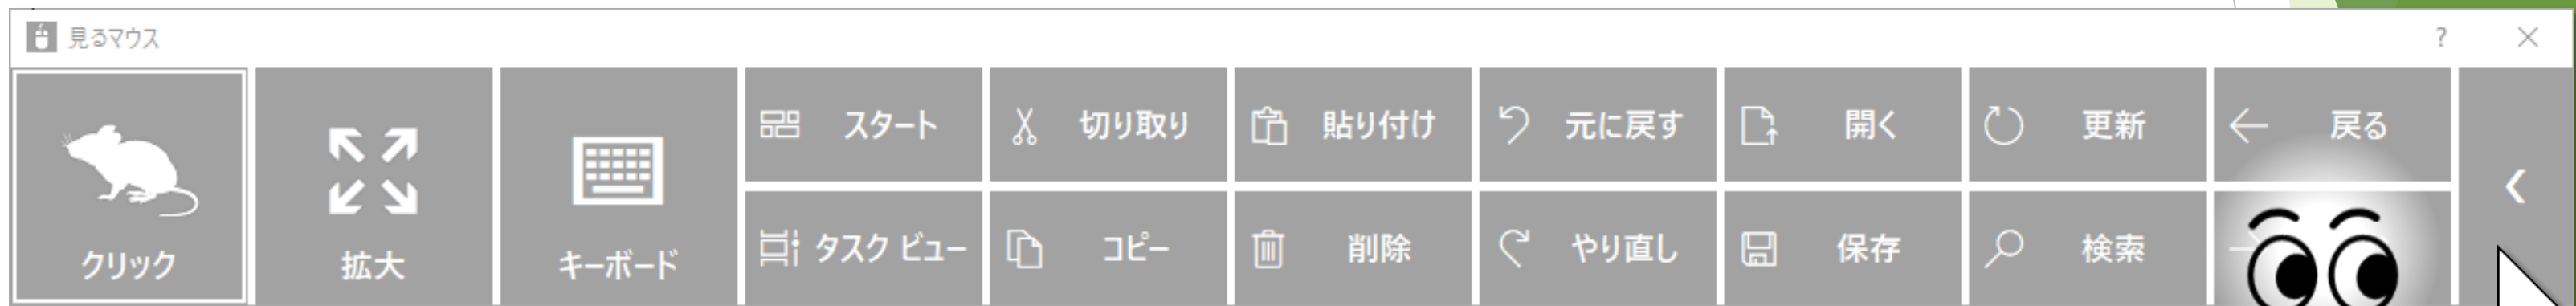 見るマウス
?
スタート 切り取り 貼り付け 元に戻す 開く 更新 戻る
タスク ビュー コピー 削除 やり直し 保存 検索
クリック 拡大 キーボード